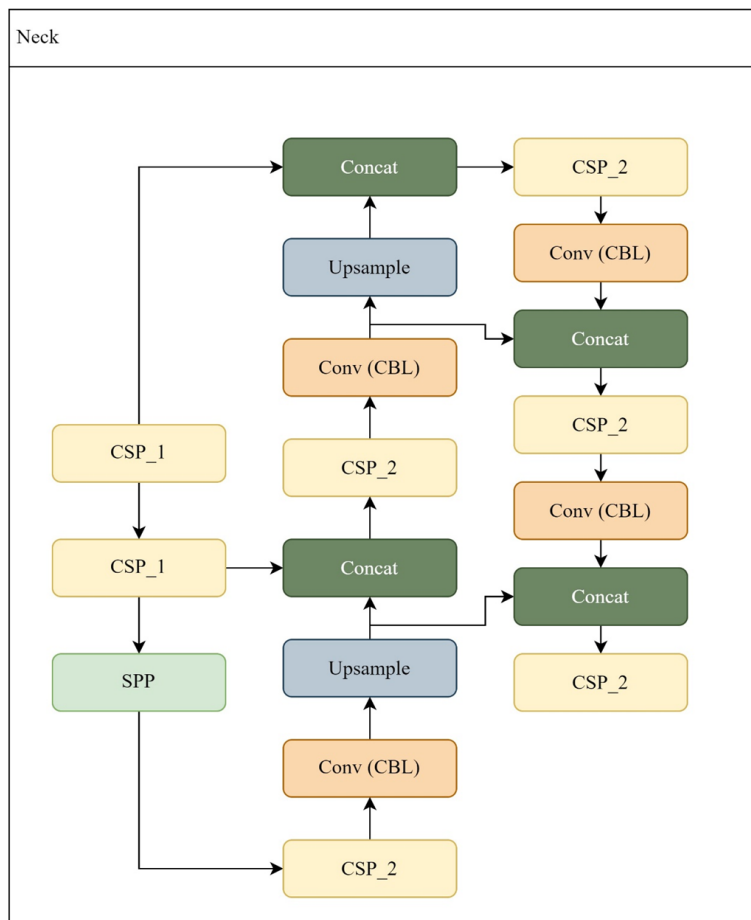 Neck
Concat
CSP_2
Upsample
Conv (CBL)
Conv (CBL)
Concat
CSP_1
CSP_2
CSP_2
CSP_1
Concat
Conv (CBL)
SPP
Upsample
Concat
CSP_2
Conv (CBL)
CSP_2